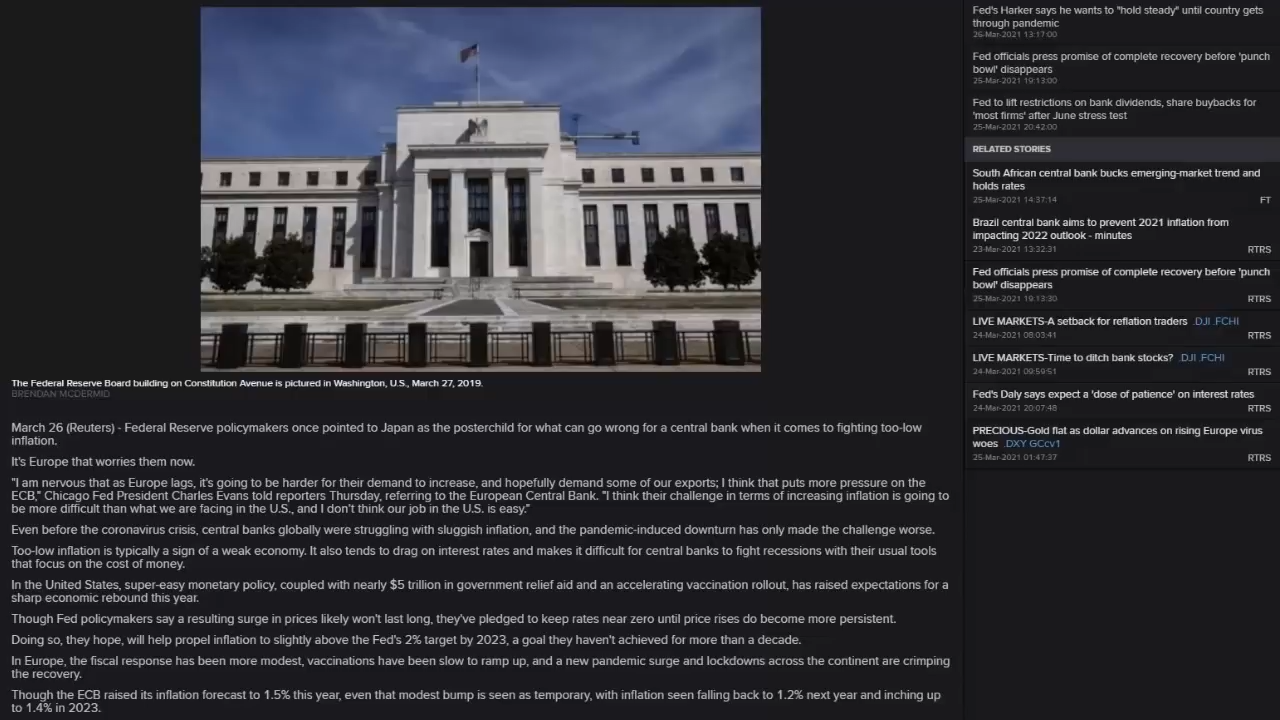 The Federal Reserve Board building on Constitution Avenue is pictured in Washington, U.S., March 27, 2019.
BRENDAN MCDERMID
March 26 (Reuters) - Federal Reserve policymakers once pointed to Japan as the posterchild for what can go wrong for a central bank when it comes to fighting too-low
inflation.
It's Europe that worries them now.
"I am nervous that as Europe lags, it's going to be harder for their demand to increase, and hopefully demand some of our exports; I think that puts more pressure on the
ECB," Chicago Fed President Charles Evans told reporters Thursday, referring to the European Central Bank. "I think their challenge in terms of increasing inflation is going to
be more difficult than what we are facing in the U.S., and I don't think our job in the U.S. is easy."
Even before the coronavirus crisis, central banks globally were struggling with sluggish inflation, and the pandemic-induced downturn has only made the challenge worse.
Too-low inflation is typically a sign of a weak economy. It also tends to drag on interest rates and makes it difficult for central banks to fight recessions with their usual tools
that focus on the cost of money.
In the United States, super-easy monetary policy, coupled with nearly $5 trillion in government relief aid and an accelerating vaccination rollout, has raised expectations for a
sharp economic rebound this year.
Though Fed policymakers say a resulting surge in prices likely won't last long, they've pledged to keep rates near zero until price rises do become more persistent.
Doing so, they hope, will help propel inflation to slightly above the Fed's 2% target by 2023, a goal they haven't achieved for more than a decade.
In Europe, the fiscal response has been more modest, vaccinations have been slow to ramp up, and a new pandemic surge and lockdowns across the continent are crimping
the recovery.
Though the ECB raised its inflation forecast to 1.5% this year, even that modest bump is seen as temporary, with inflation seen falling back to 1.2% next year and inching up
to 1.4% in 2023.
Fed's Harker says he wants to "hold steady" until country gets
through pandemic
26-Mar-2021 13:17:00
Fed officials press promise of complete recovery before 'punch
bowl' disappears
25-Mar-2021 19:13:00
Fed to lift restrictions on bank dividends, share buybacks for
'most firms' after June stress test
25-Mar-2021 20:42:00
RELATED STORIES
South African central bank bucks emerging-market trend and
holds rates
25-Mar-2021 14:37:14 FT
Brazil central bank aims to prevent 2021 inflation from
impacting 2022 outlook - minutes
23-Mar-2021 13:32:31 RTRS
Fed officials press promise of complete recovery before 'punch
bowl' disappears
25-Mar-2021 19:13:30 RTRS
LIVE MARKETS-A setback for reflation traders .DJI .FCHI
24-Mar-2021 08:03:41 RTRS
LIVE MARKETS-Time to ditch bank stocks? .DJI .FCHI
24-Mar-2021 09:59:51 RTRS
Fed's Daly says expect a 'dose of patience' on interest rates
24-Mar-2021 20:07:48 RTRS
PRECIOUS-Gold flat as dollar advances on rising Europe virus
woes .DXY GCcv1
25-Mar-2021 01:47:37 RTRS